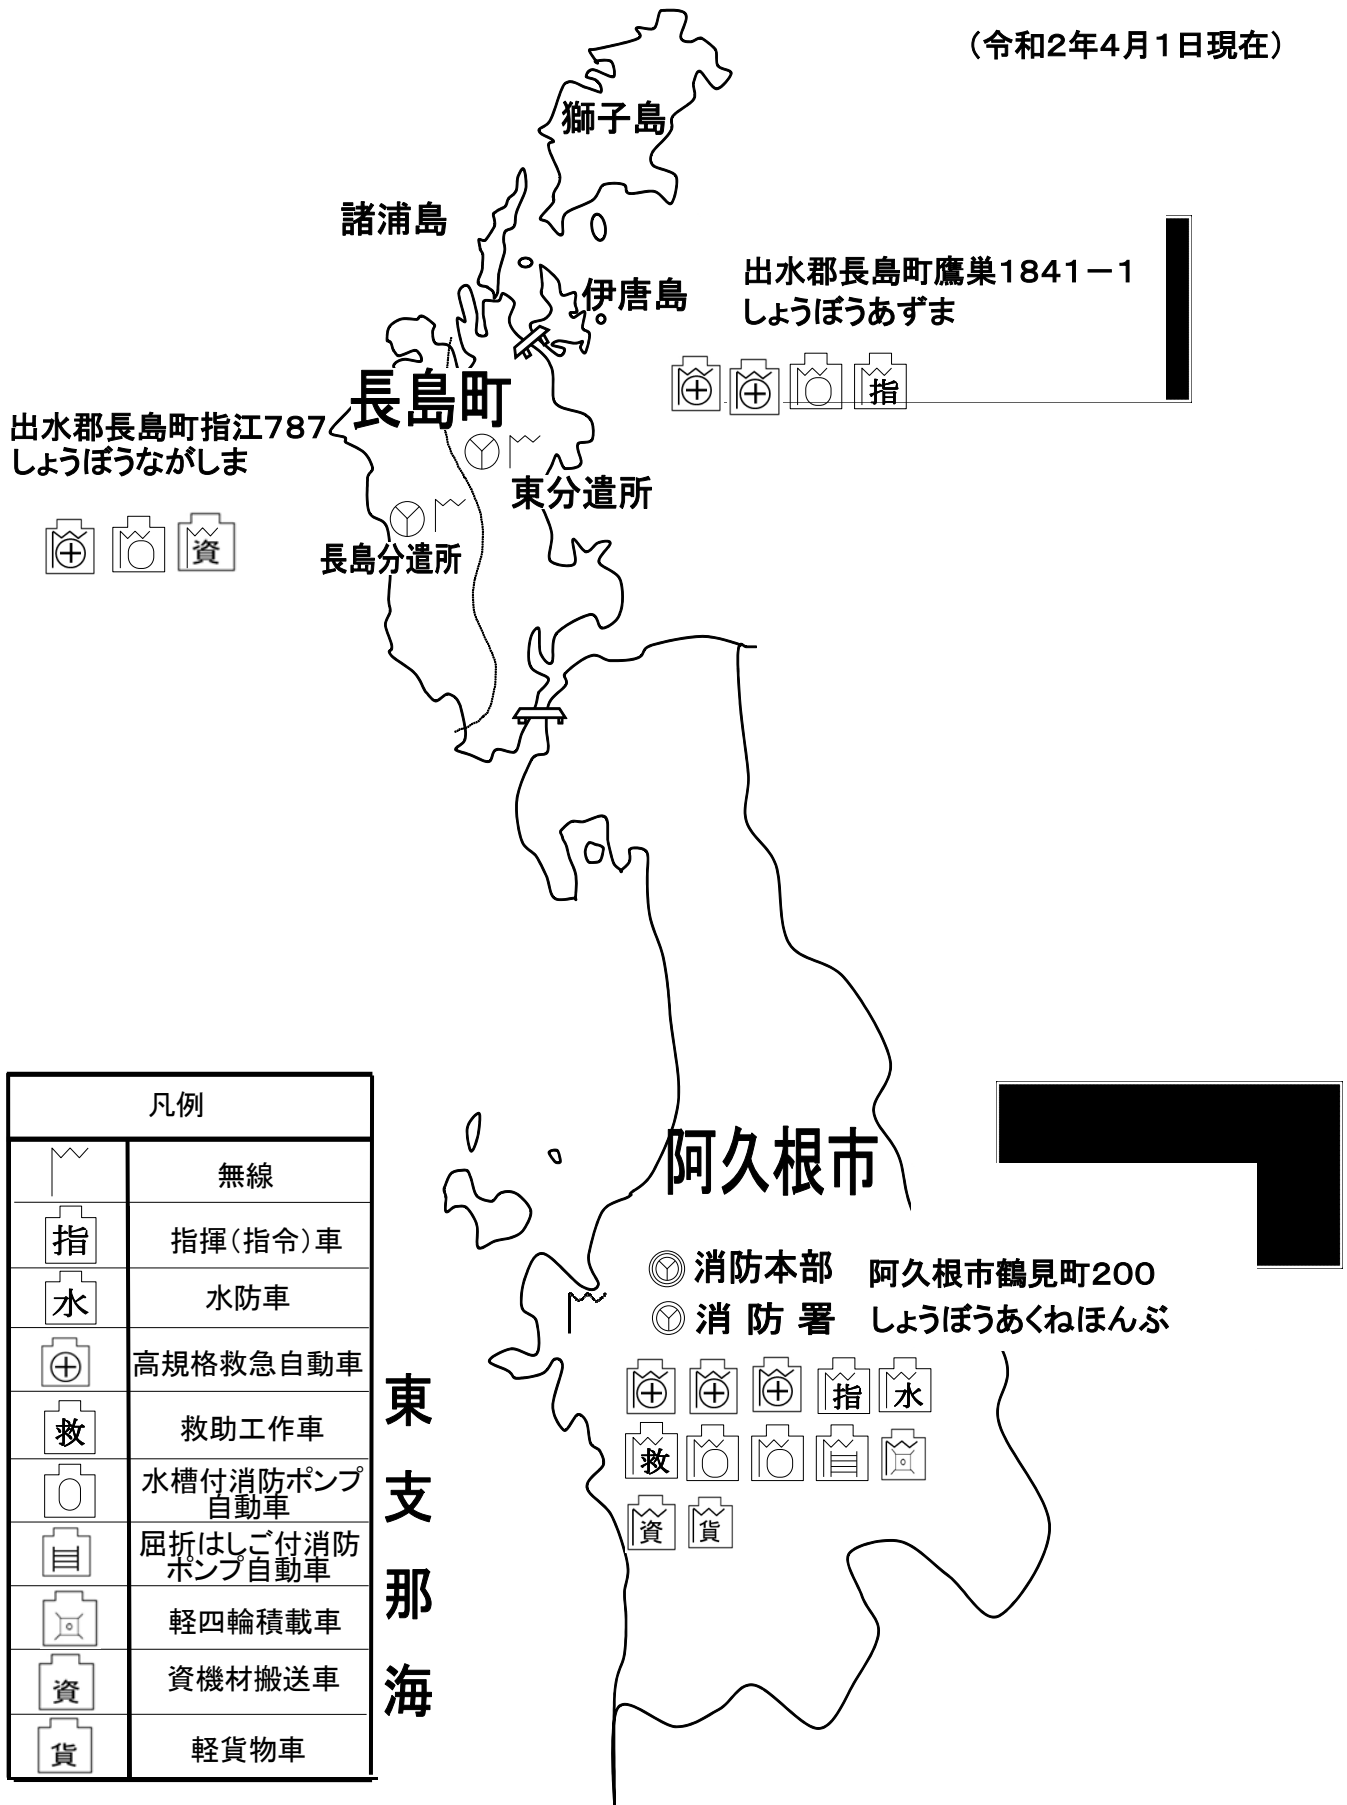 （令和2年4月1日現在）
獅子島
諸浦島
伊唐島
出水郡長島町鷹巣1841－1
しょうぼうあずま
指
長島町
出水郡長島町指江787
しょうぼうながしま
資
東分遣所
長島分遣所
阿久根市
消防本部
阿久根市鶴見町200
消防署
しょうぼうあくねほんぶ
指 水
救
資 貨
東支那海
凡例
無線
指 指揮（指令）車
水 水防車
高規格救急自動車
救 救助工作車
水槽付消防ポンプ
自動車
屈折はしご付消防
ポンプ自動車
軽四輪積載車
資 資機材搬送車
貨 軽貨物車